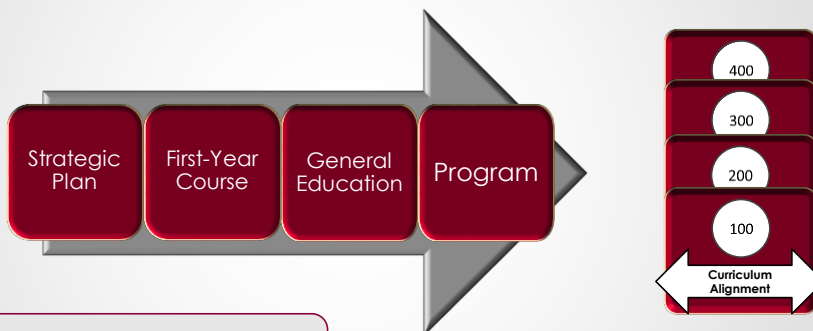 Strategic
Plan
First-Year
Course
General
Education
Program
400
300
200
100
Curriculum
Alignment